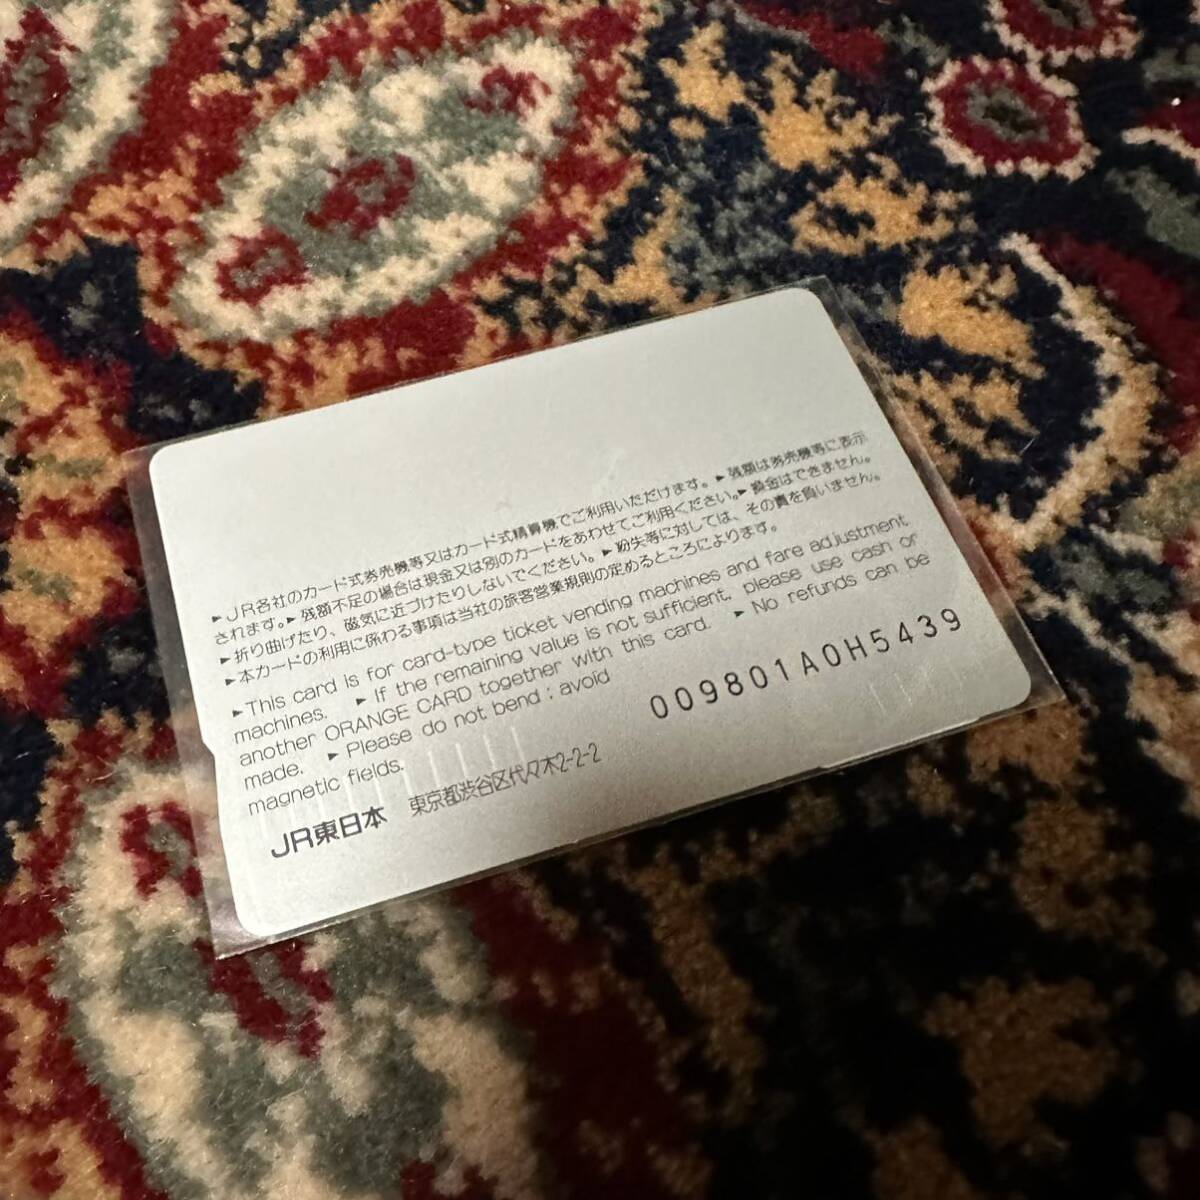 ►JR各社のカード式券売機等又はカード式精算機でご利用いただけます。►残額は券売機等に表示
されます。►残額不足の場合は現金又は別のカードをあわせてご利用ください。►換金はできません。
►折り曲げたり、磁気に近づけたりしないでください。►紛失等に対しては、その責を負いません。
►本カードの利用に係わる事項は当社の旅客営業規則の定めるところによります。
►This card is for card-type ticket vending machines and fare adjustment
machines. ►If the remaining value is not sufficient, please use cash or
another ORANGE CARD together with this card. ►No refunds can be
made. ►Please do not bend : avoid
magnetic fields.
009801A0H5439
JR東日本 東京都渋谷区代々木2-2-2